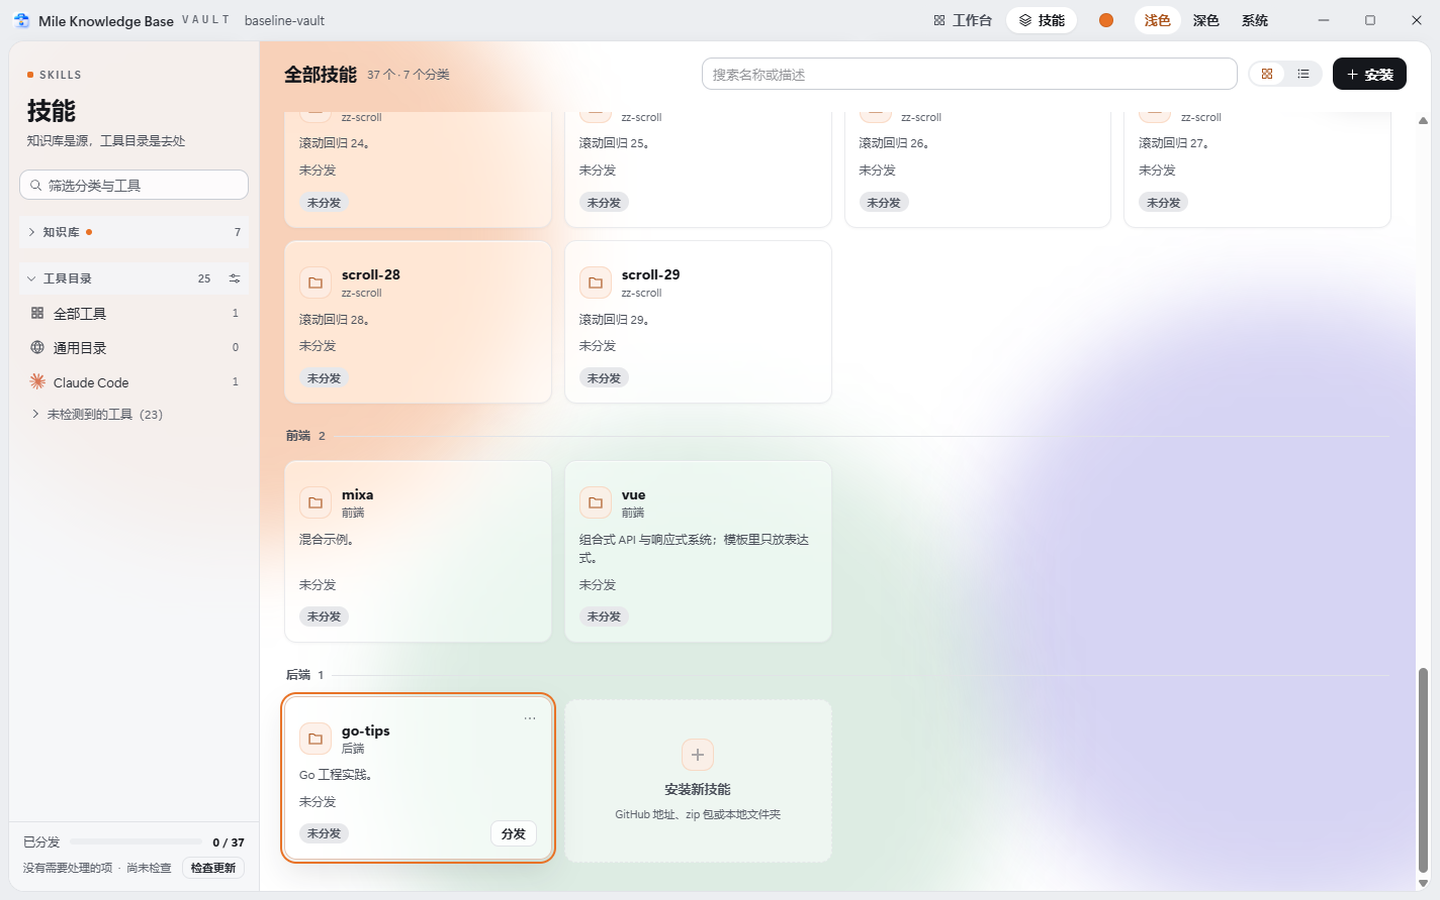 Mile Knowledge Base VAULT baseline-vault
工作台 技能 浅色 深色 系统
SKILLS
技能
知识库是源，工具目录是去处
筛选分类与工具
知识库 7
工具目录 25
全部工具 1
通用目录 0
Claude Code 1
未检测到的工具 (23)
已分发 0 / 37
没有需要处理的项 · 尚未检查 检查更新
全部技能 37 个 · 7 个分类
搜索名称或描述
安装
zz-scroll zz-scroll zz-scroll zz-scroll
滚动回归 24。 滚动回归 25。 滚动回归 26。 滚动回归 27。
未分发 未分发 未分发 未分发
未分发 未分发 未分发 未分发
scroll-28 scroll-29
zz-scroll zz-scroll
滚动回归 28。 滚动回归 29。
未分发 未分发
未分发 未分发
前端 2
mixa
前端
混合示例。
未分发
未分发
vue
前端
组合式 API 与响应式系统；模板里只放表达
式。
未分发
未分发
后端 1
go-tips
后端
Go 工程实践。
未分发
未分发 分发
安装新技能
GitHub 地址、zip 包或本地文件夹